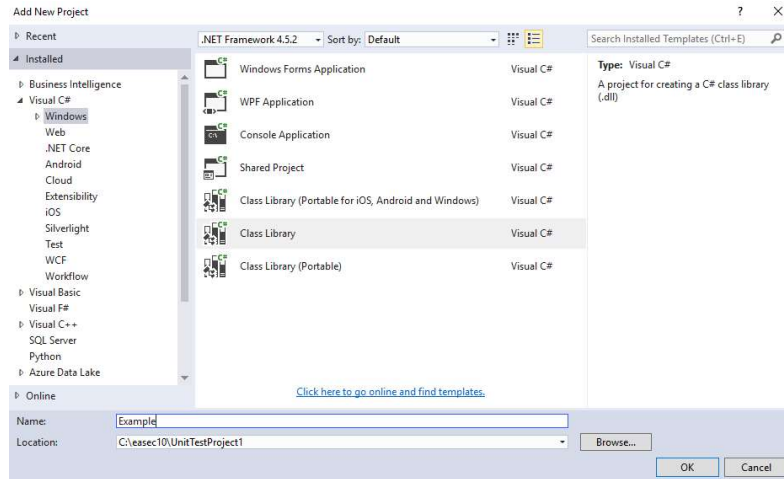 Add New Project
? X
Recent
.NET Framework 4.5.2
Sort by: Default
Search Installed Templates (Ctrl+E)
Installed
Business Intelligence
Visual C#
Windows
Web
.NET Core
Android
Cloud
Extensibility
iOS
Silverlight
Test
WCF
Workflow
Visual Basic
Visual F#
Visual C++
SQL Server
Python
Azure Data Lake
Online
Windows Forms Application Visual C#
WPF Application Visual C#
Console Application Visual C#
Shared Project Visual C#
Class Library (Portable for iOS, Android and Windows) Visual C#
Class Library Visual C#
Class Library (Portable) Visual C#
Click here to go online and find templates.
Type: Visual C#
A project for creating a C# class library
(.dll)
Name: Example
Location: C:\easec10\UnitTestProject1
Browse...
OK Cancel